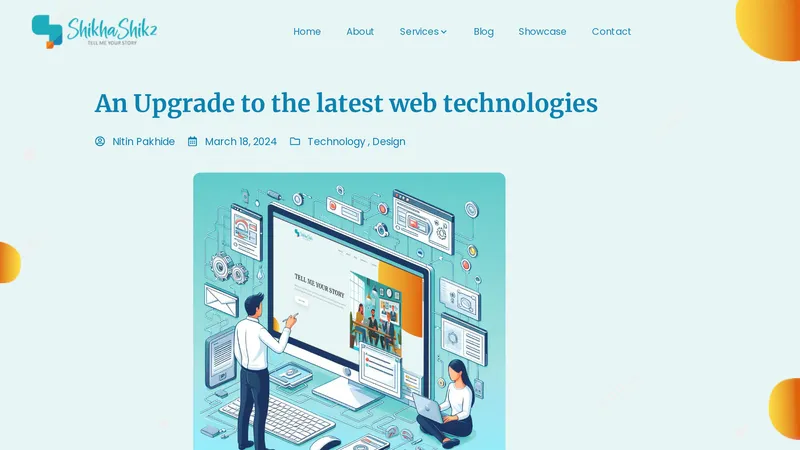 ShikhaShikz
TELL ME YOUR STORY
Home About Services Blog Showcase Contact
An Upgrade to the latest web technologies
Nitin Pakhide March 18, 2024 Technology , Design
TELL ME YOUR STORY